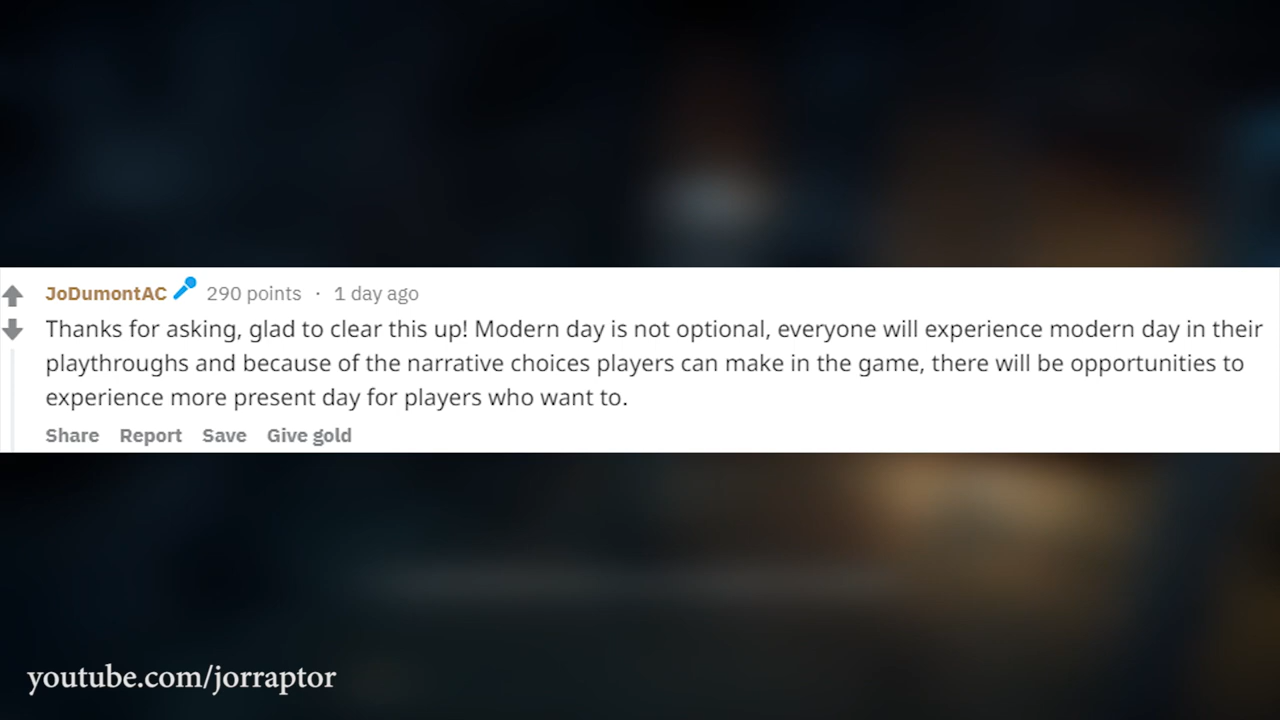 JoDumontAC 290 points · 1 day ago
Thanks for asking, glad to clear this up! Modern day is not optional, everyone will experience modern day in their
playthroughs and because of the narrative choices players can make in the game, there will be opportunities to
experience more present day for players who want to.
Share Report Save Give gold
youtube.com/jorraptor